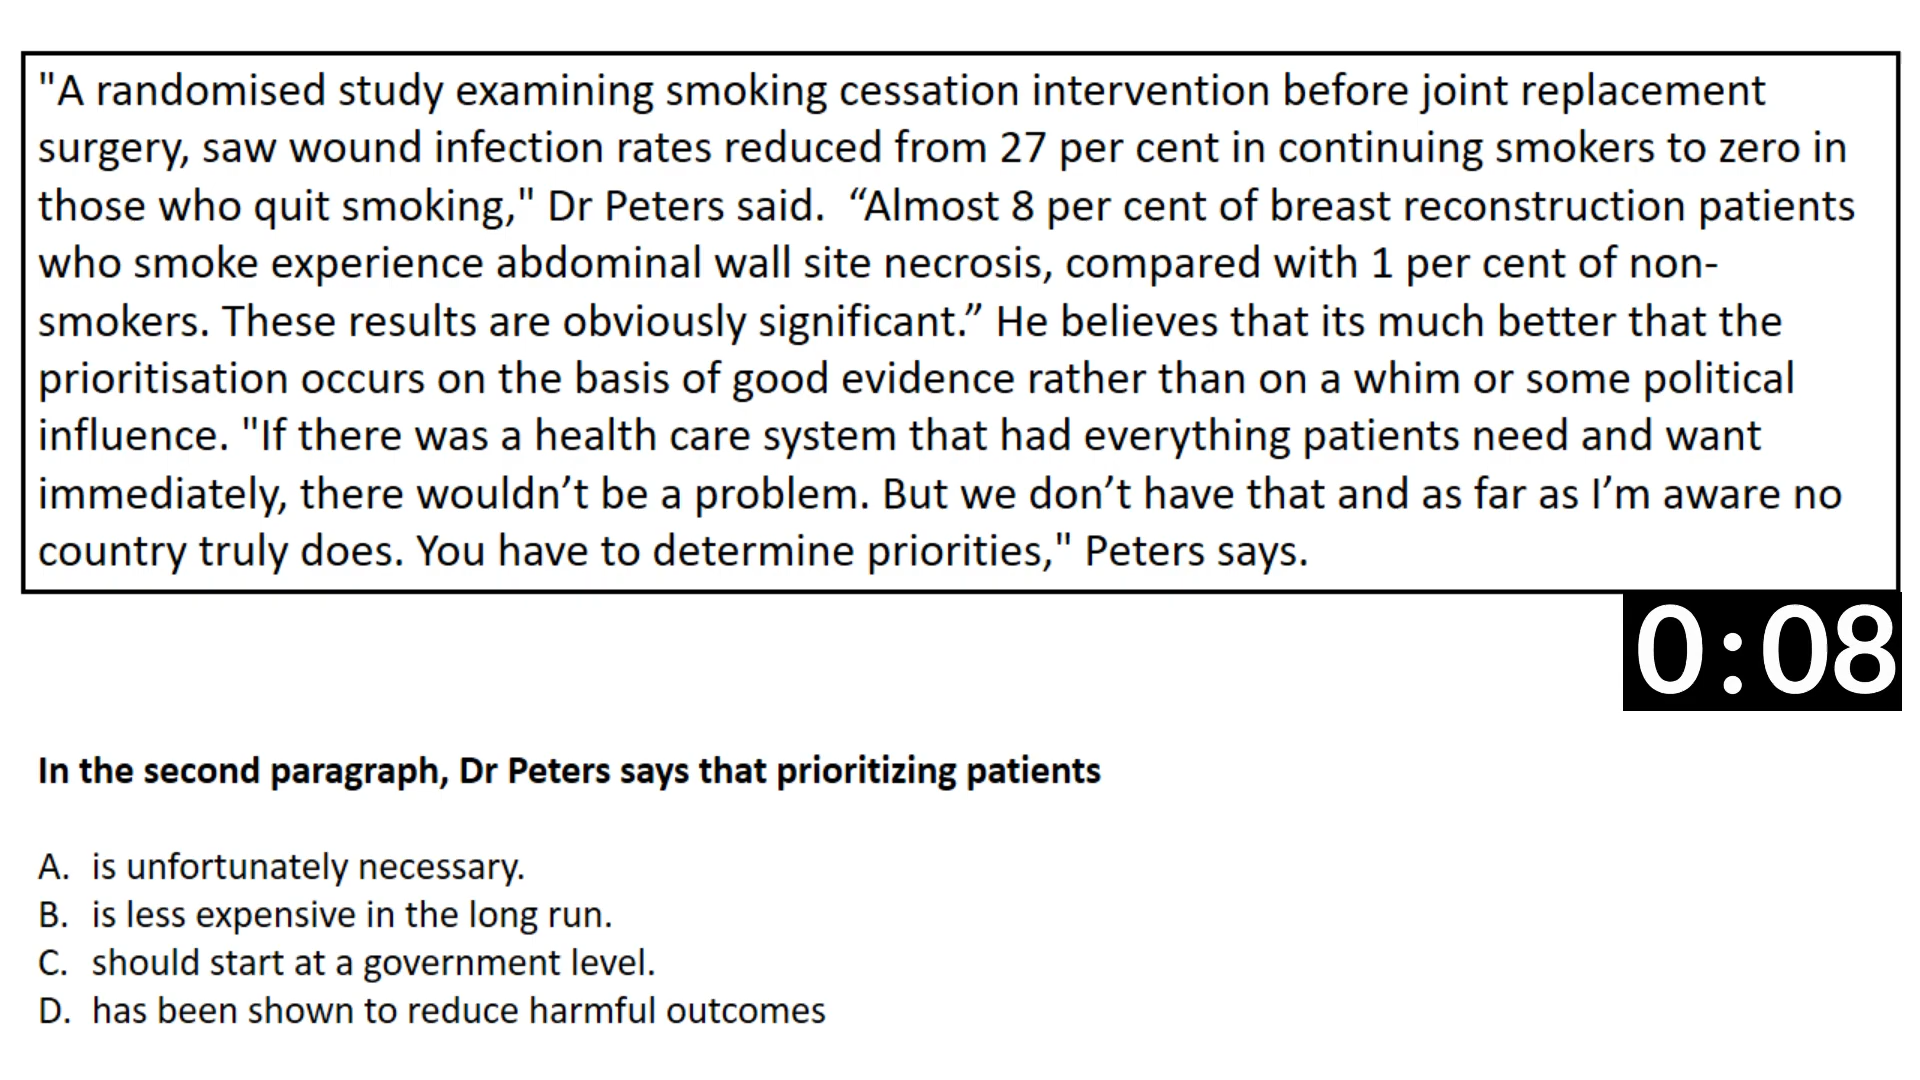 "A randomised study examining smoking cessation intervention before joint replacement
surgery, saw wound infection rates reduced from 27 per cent in continuing smokers to zero in
those who quit smoking," Dr Peters said.  “Almost 8 per cent of breast reconstruction patients
who smoke experience abdominal wall site necrosis, compared with 1 per cent of non-
smokers. These results are obviously significant.” He believes that its much better that the
prioritisation occurs on the basis of good evidence rather than on a whim or some political
influence. "If there was a health care system that had everything patients need and want
immediately, there wouldn’t be a problem. But we don’t have that and as far as I’m aware no
country truly does. You have to determine priorities," Peters says.
0:08
In the second paragraph, Dr Peters says that prioritizing patients
A. is unfortunately necessary.
B. is less expensive in the long run.
C. should start at a government level.
D. has been shown to reduce harmful outcomes